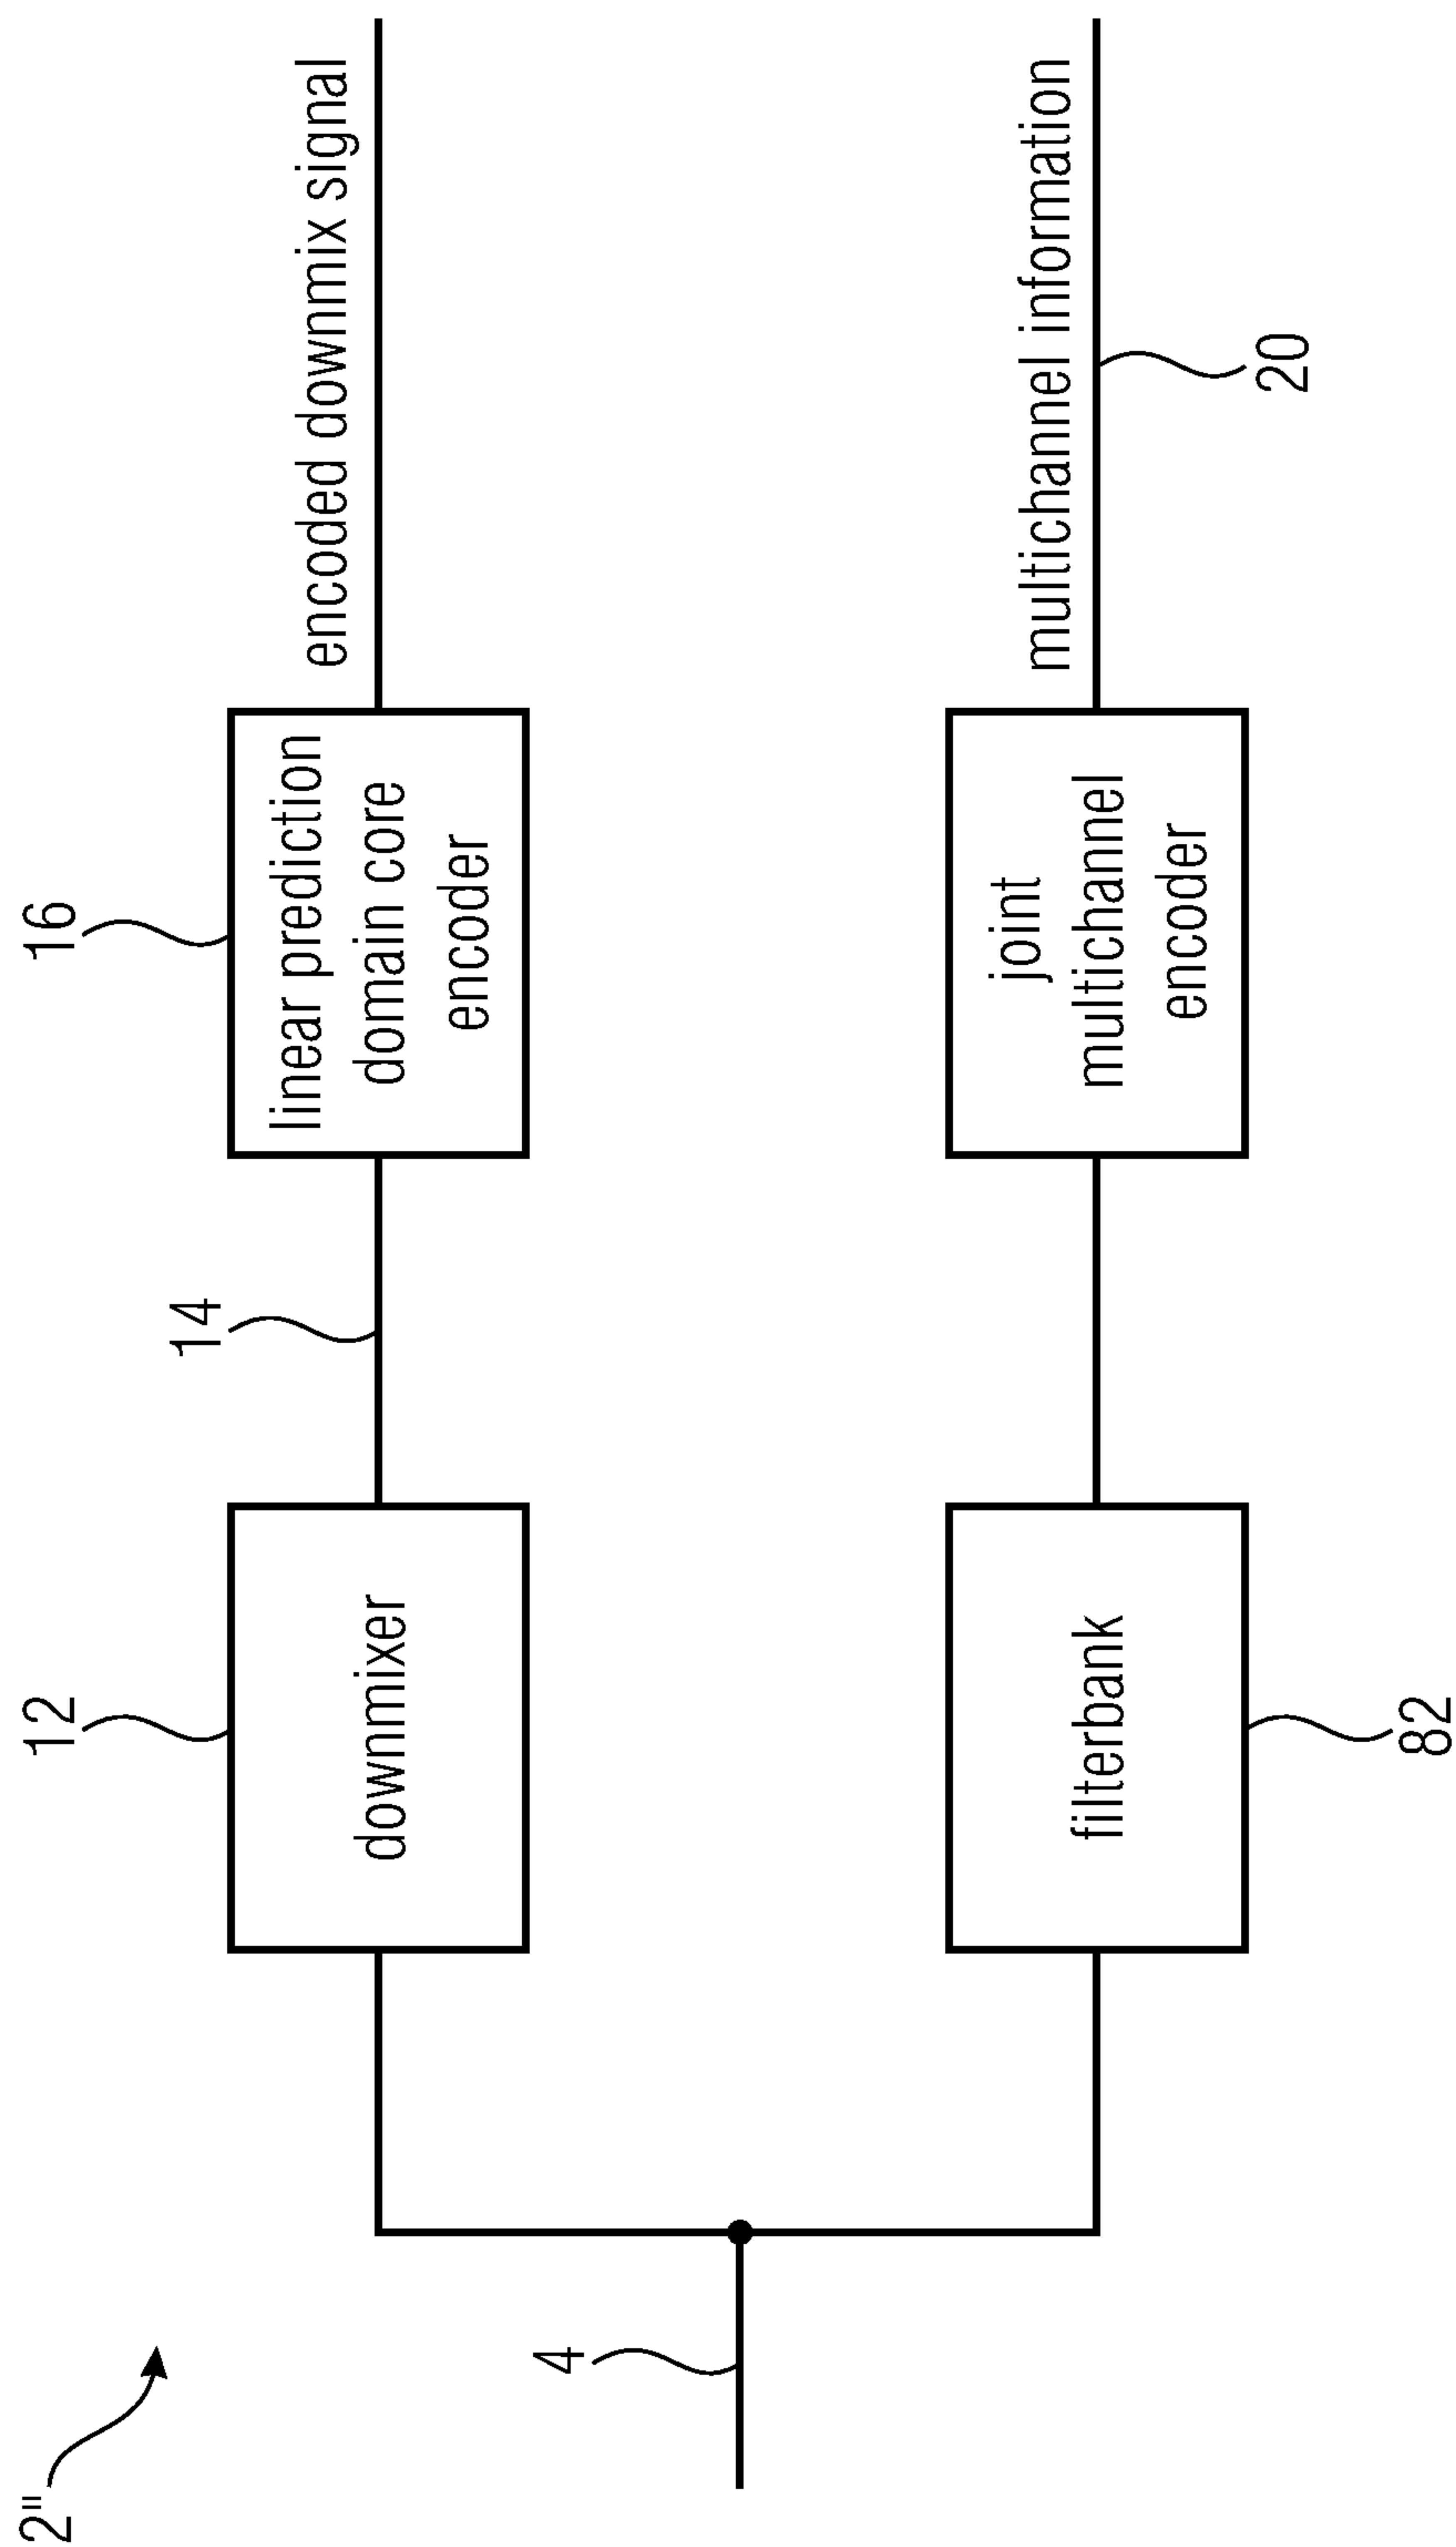 2"
4
12
downmixer
14
16
linear prediction
domain core
encoder
encoded downmix signal
filterbank
82
joint
multichannel
encoder
multichannel information
20